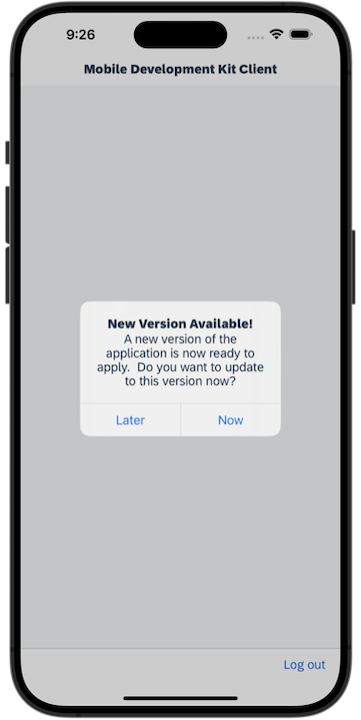 9:26
Mobile Development Kit Client
New Version Available!
A new version of the
application is now ready to
apply.  Do you want to update
to this version now?
Later
Now
Log out